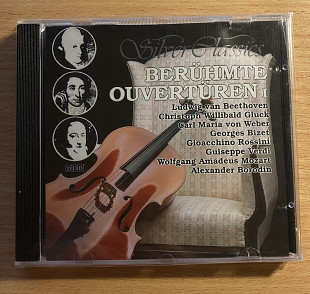 Silver Classics
BERÜHMTE
OUVERTÜREN I
Ludwig van Beethoven
Christoph Willibald Gluck
Carl Maria von Weber
Georges Bizet
Gioacchino Rossini
Guiseppe Verdi
Wolfgang Amadeus Mozart
Alexander Borodin
DDD